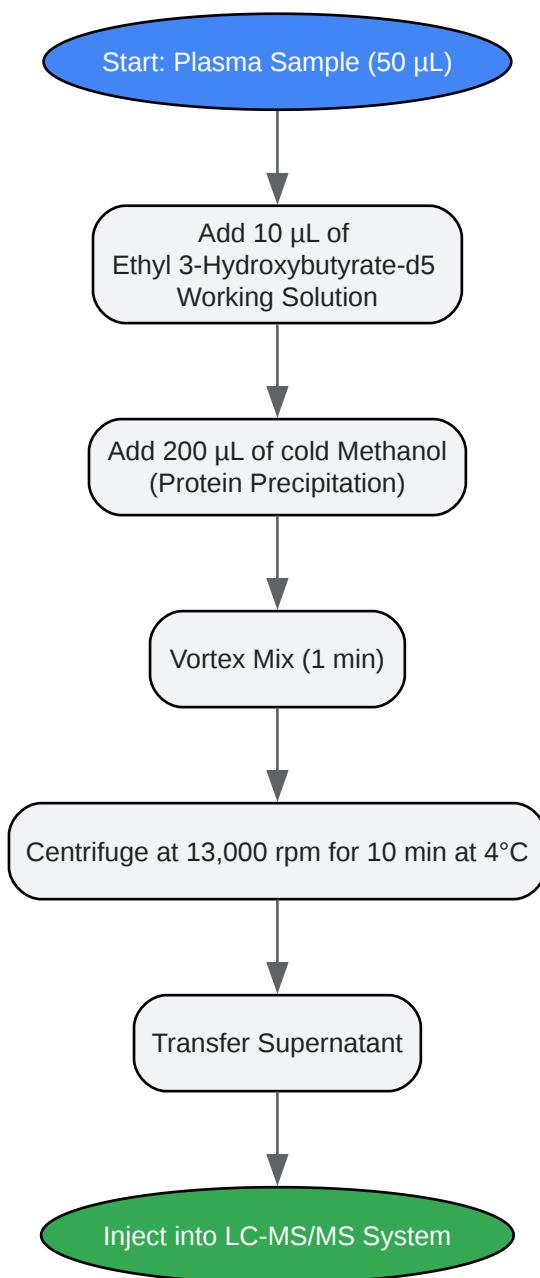 Start: Plasma Sample (50 µL)
Add 10 µL of
Ethyl 3-Hydroxybutyrate-d5
Working Solution
Add 200 µL of cold Methanol
(Protein Precipitation)
Vortex Mix (1 min)
Centrifuge at 13,000 rpm for 10 min at 4°C
Transfer Supernatant
Inject into LC-MS/MS System